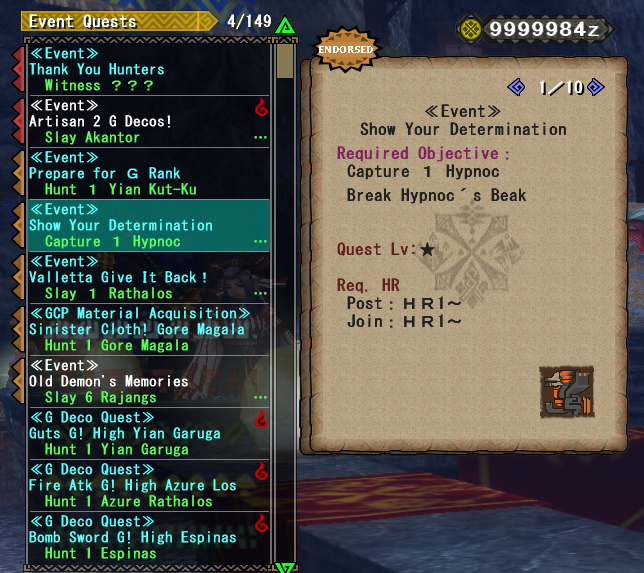 Event Quests
4/149
9999984z
≪Event≫
Thank You Hunters
Witness ？？？
≪Event≫
Artisan 2 G Decos!
Slay Akantor
...
≪Event≫
Prepare for G Rank
Hunt 1 Yian Kut-Ku
≪Event≫
Show Your Determination
Capture 1 Hypnoc
...
≪Event≫
Valletta Give It Back!
Slay 1 Rathalos
...
≪GCP Material Acquisition≫
Sinister Cloth! Gore Magala
Hunt 1 Gore Magala
≪Event≫
Old Demon's Memories
Slay 6 Rajangs
...
≪G Deco Quest≫
Guts G! High Yian Garuga
Hunt 1 Yian Garuga
≪G Deco Quest≫
Fire Atk G! High Azure Los
Hunt 1 Azure Rathalos
≪G Deco Quest≫
Bomb Sword G! High Espinas
Hunt 1 Espinas
ENDORSED
1/10
≪Event≫
Show Your Determination
Required Objective:
Capture 1 Hypnoc
Break Hypnoc´s Beak
Quest Lv:★
Req. HR
Post：ＨＲ1～
Join：ＨＲ1～